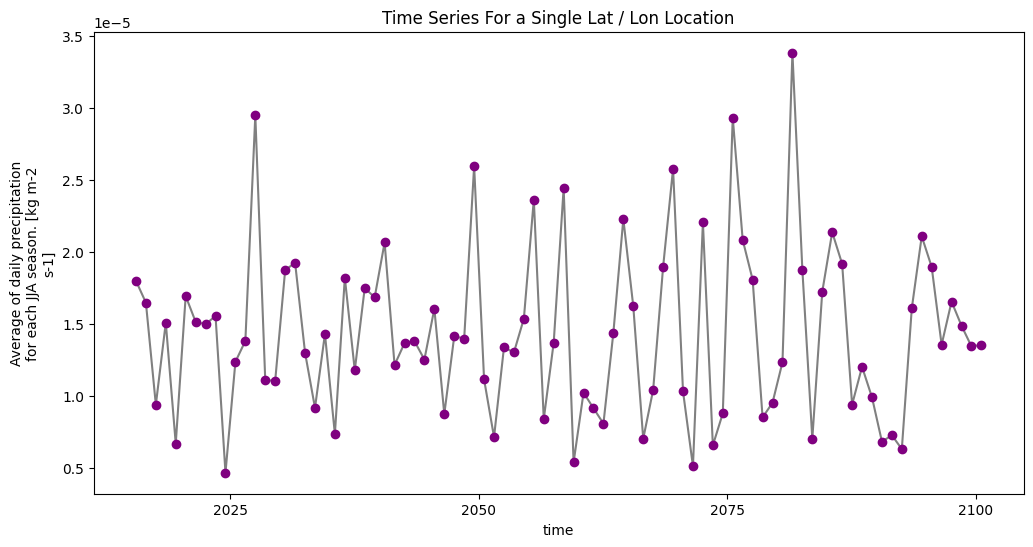 Time Series For a Single Lat / Lon Location
1e−5
3.5
3.0
2.5
2.0
1.5
1.0
0.5
Average of daily precipitation
for each JJA season. [kg m-2
s-1]
2025
2050
2075
2100
time